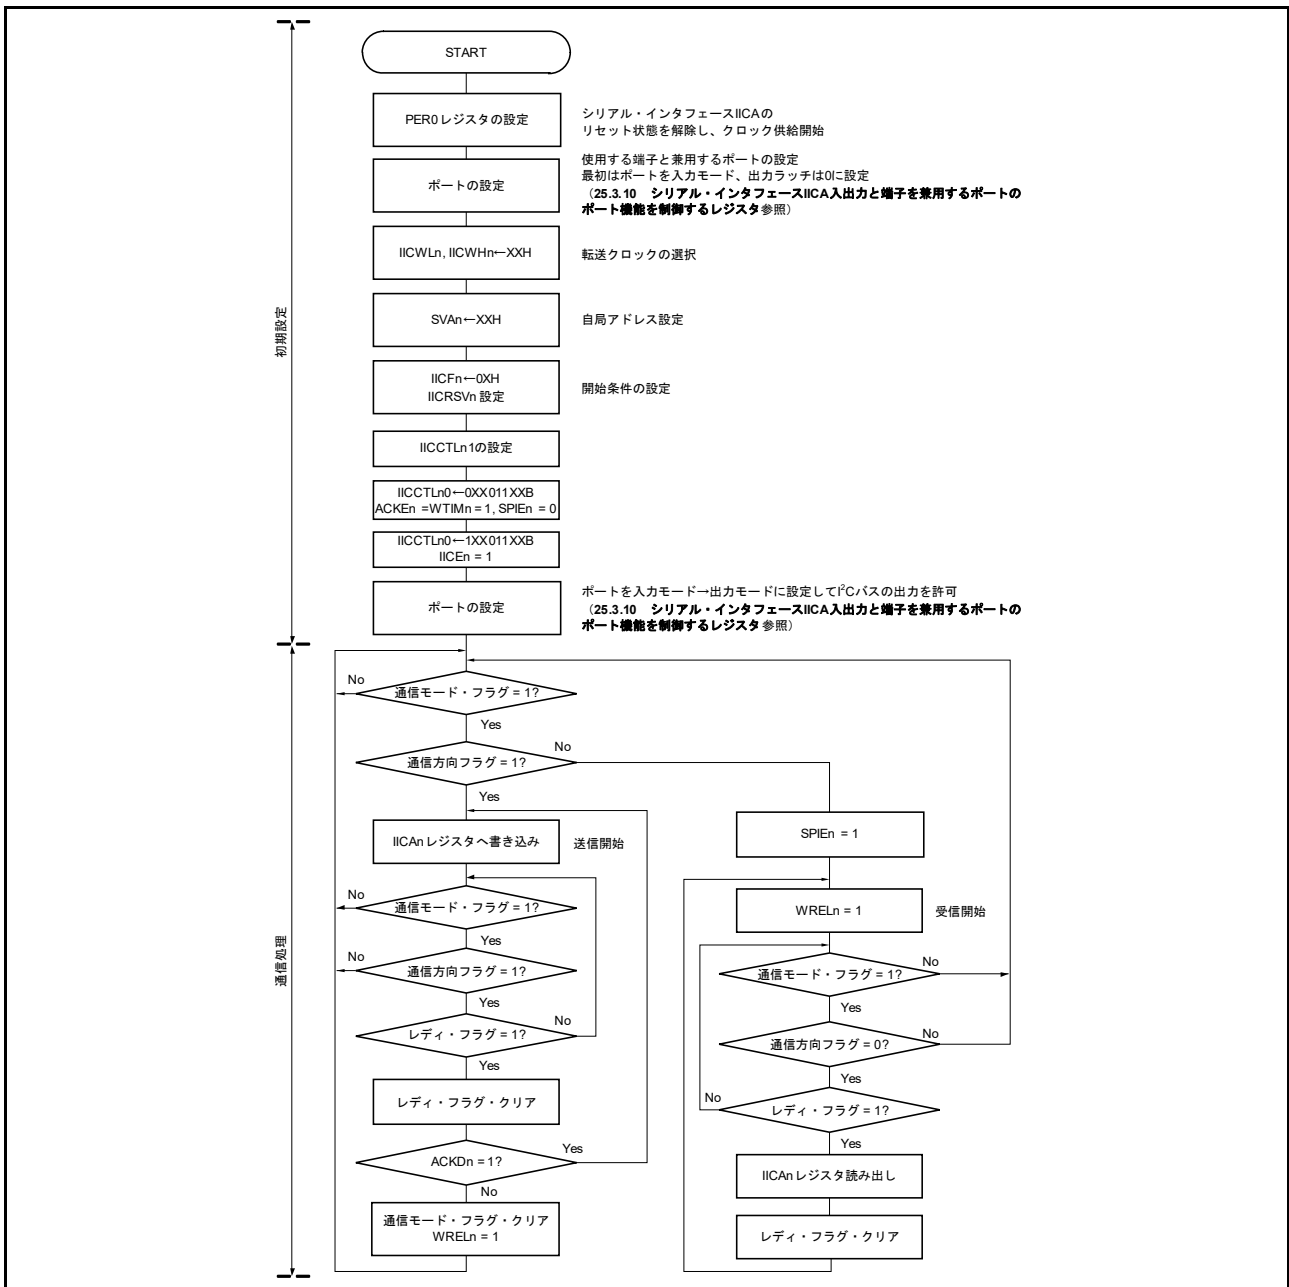 START
PER0レジスタの設定
シリアル・インタフェースIICAの
リセット状態を解除し、クロック供給開始
ポートの設定
使用する端子と兼用するポートの設定
最初はポートを入力モード、出力ラッチは0に設定
（25.3.10　シリアル・インタフェースIICA入出力と端子を兼用するポートの
ポート機能を制御するレジスタ参照）
IICWLn, IICWHn←XXH
転送クロックの選択
SVAn←XXH
自局アドレス設定
IICFn←0XH
IICRSVn 設定
開始条件の設定
IICCTLn1の設定
IICCTLn0←0XX011XXB
ACKEn =WTIMn = 1, SPIEn = 0
IICCTLn0←1XX011XXB
IICEn = 1
ポートの設定
ポートを入力モード→出力モードに設定してI²Cバスの出力を許可
（25.3.10　シリアル・インタフェースIICA入出力と端子を兼用するポートの
ポート機能を制御するレジスタ参照）
初期設定
通信処理
通信モード・フラグ = 1?
No
Yes
通信方向フラグ = 1?
No
Yes
IICAnレジスタへ書き込み
送信開始
通信モード・フラグ = 1?
No
Yes
通信方向フラグ = 1?
No
Yes
レディ・フラグ = 1?
No
Yes
レディ・フラグ・クリア
ACKDn = 1?
Yes
No
通信モード・フラグ・クリア
WRELn = 1
SPIEn = 1
WRELn = 1
受信開始
通信モード・フラグ = 1?
No
Yes
通信方向フラグ = 0?
No
Yes
レディ・フラグ = 1?
No
Yes
IICAnレジスタ読み出し
レディ・フラグ・クリア